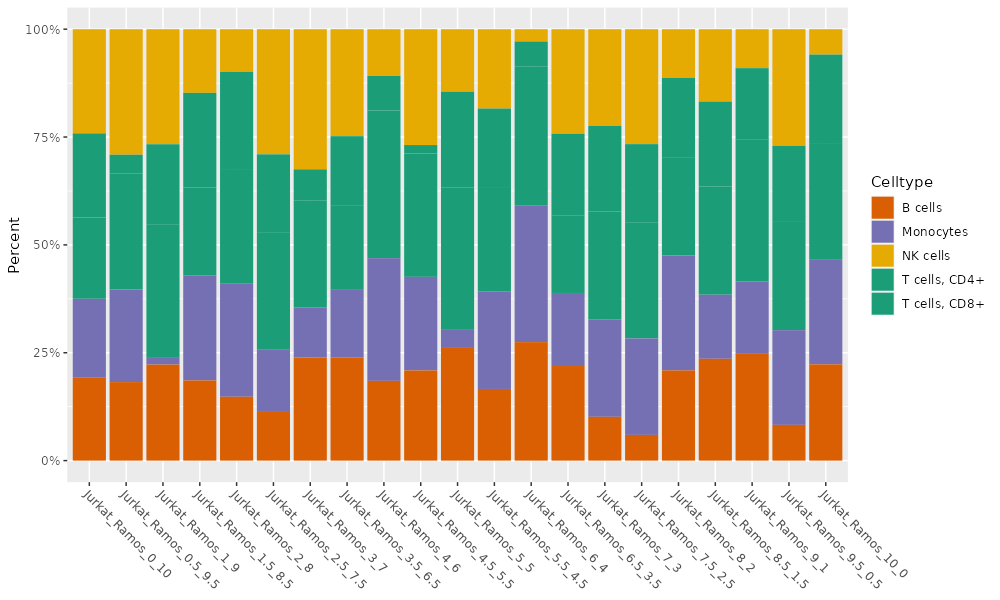 100%
75%
50%
25%
0%
Percent
Jurkat_Ramos_0_10
Jurkat_Ramos_0.5_9.5
Jurkat_Ramos_1_9
Jurkat_Ramos_1.5_8.5
Jurkat_Ramos_2_8
Jurkat_Ramos_2.5_7.5
Jurkat_Ramos_3_7
Jurkat_Ramos_3.5_6.5
Jurkat_Ramos_4_6
Jurkat_Ramos_4.5_5.5
Jurkat_Ramos_5_5
Jurkat_Ramos_5.5_4.5
Jurkat_Ramos_6_4
Jurkat_Ramos_6.5_3.5
Jurkat_Ramos_7_3
Jurkat_Ramos_7.5_2.5
Jurkat_Ramos_8_2
Jurkat_Ramos_8.5_1.5
Jurkat_Ramos_9_1
Jurkat_Ramos_9.5_0.5
Jurkat_Ramos_10_0
Celltype
B cells
Monocytes
NK cells
T cells, CD4+
T cells, CD8+